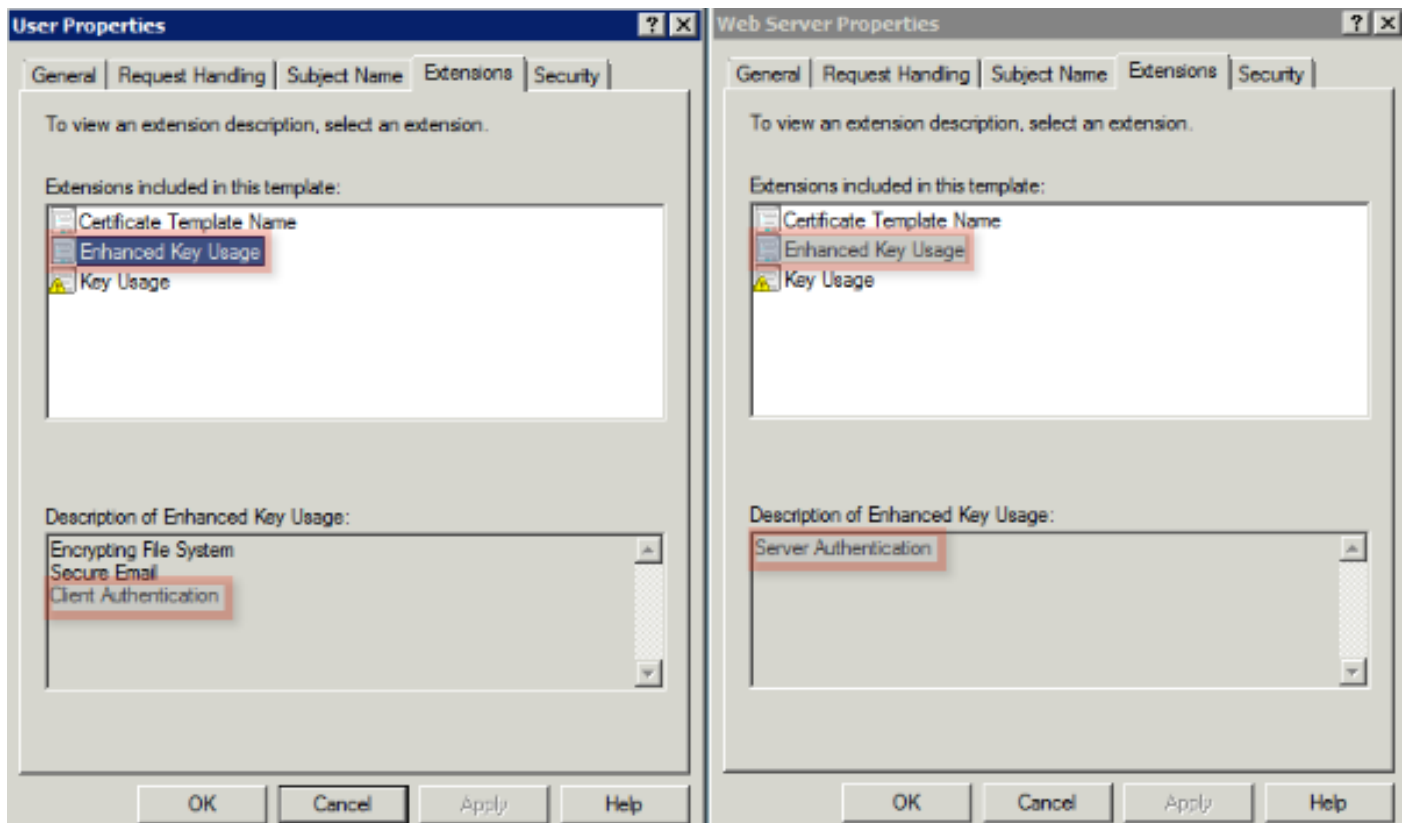 User Properties
General Request Handling Subject Name Extensions Security
To view an extension description, select an extension.
Extensions included in this template:
Certificate Template Name
Enhanced Key Usage
Key Usage
Description of Enhanced Key Usage:
Encrypting File System
Secure Email
Client Authentication
OK Cancel Apply Help
Web Server Properties
General Request Handling Subject Name Extensions Security
To view an extension description, select an extension.
Extensions included in this template:
Certificate Template Name
Enhanced Key Usage
Key Usage
Description of Enhanced Key Usage:
Server Authentication
OK Cancel Apply Help